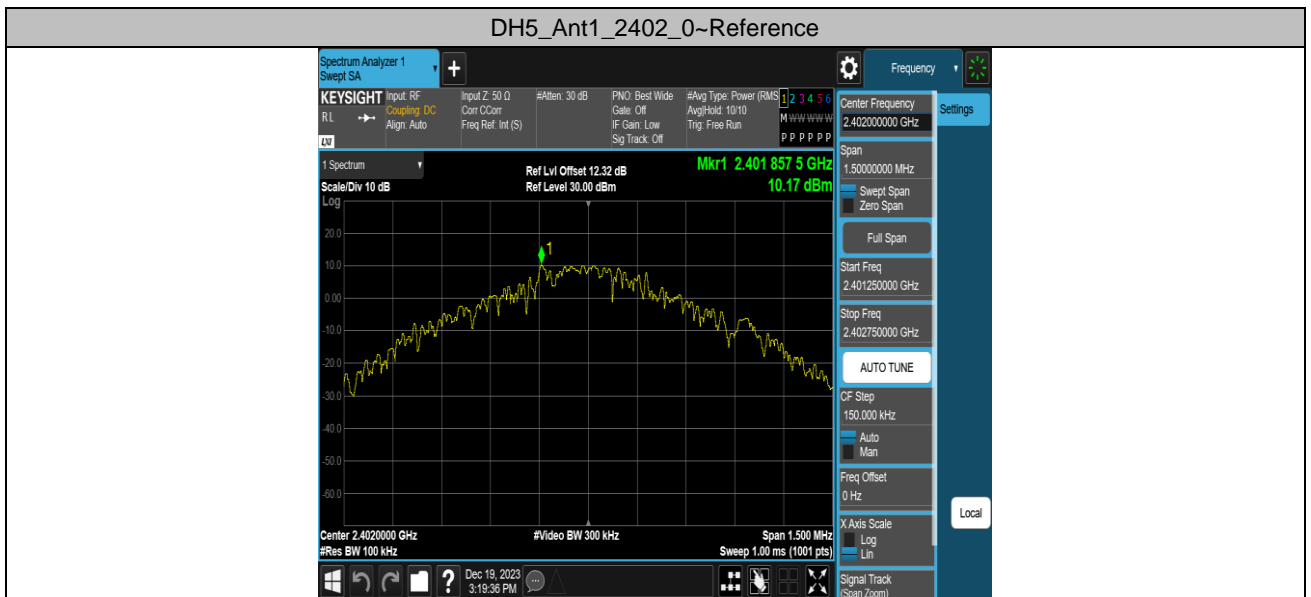 DH5_Ant1_2402_0~Reference
Spectrum Analyzer 1
Swept SA
Frequency
KEYSIGHT
RL
LXI
Input: RF
Coupling: DC
Align: Auto
Input Z: 50 Ω
Corr CCorr
Freq Ref: Int (S)
#Atten: 30 dB
PNO: Best Wide
Gate: Off
IF Gain: Low
Sig Track: Off
#Avg Type: Power (RMS
Avg|Hold: 10/10
Trig: Free Run
1 2 3 4 5 6
M W W W W W
P P P P P P
1 Spectrum
Scale/Div 10 dB
Log
Ref Lvl Offset 12.32 dB
Ref Level 30.00 dBm
Mkr1 2.401 857 5 GHz
10.17 dBm
1
20.0
10.0
0.00
-10.0
-20.0
-30.0
-40.0
-50.0
-60.0
Center 2.4020000 GHz
#Res BW 100 kHz
#Video BW 300 kHz
Span 1.500 MHz
Sweep 1.00 ms (1001 pts)
Dec 19, 2023
3:19:36 PM
Center Frequency
2.402000000 GHz
Span
1.50000000 MHz
Swept Span
Zero Span
Full Span
Start Freq
2.401250000 GHz
Stop Freq
2.402750000 GHz
AUTO TUNE
CF Step
150.000 kHz
Auto
Man
Freq Offset
0 Hz
X Axis Scale
Log
Lin
Signal Track
(Span Zoom)
Settings
Local